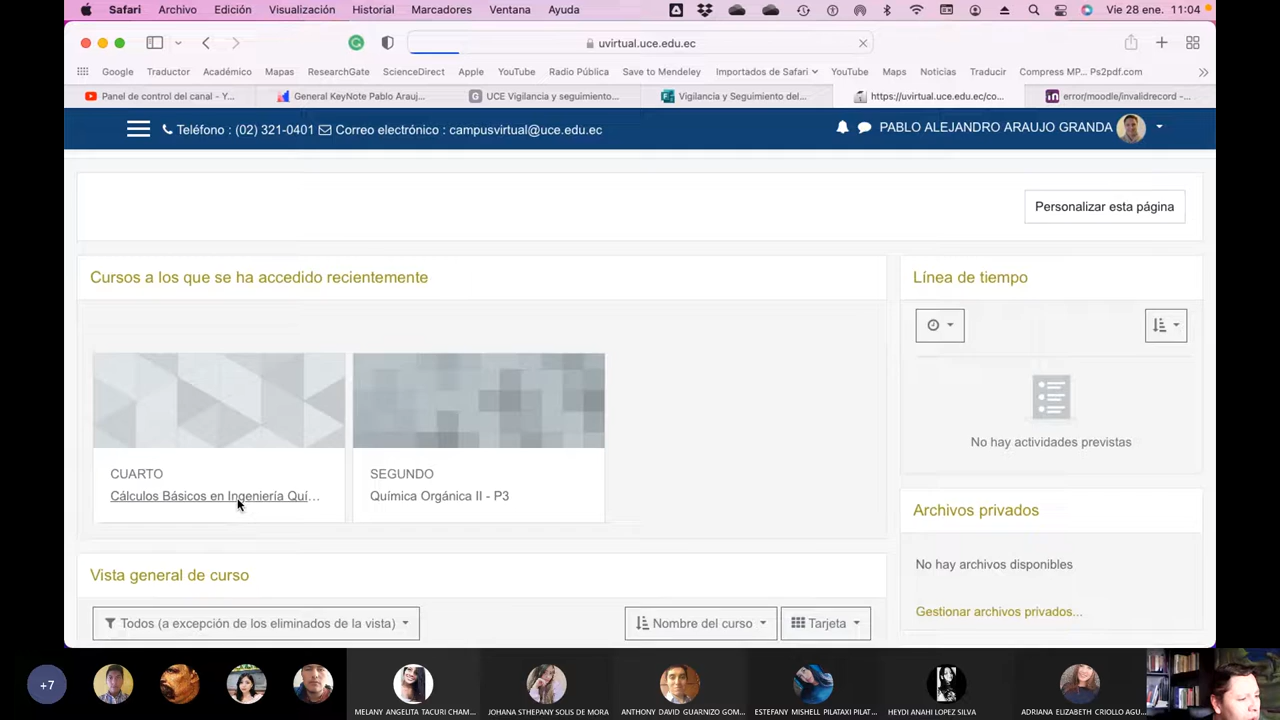 Safari Archivo Edición Visualización Historial Marcadores Ventana Ayuda Vie 28 ene. 11:04
uvirtual.uce.edu.ec
Google Traductor Académico Mapas ResearchGate ScienceDirect Apple YouTube Radio Pública Save to Mendeley Importados de Safari YouTube Maps Noticias Traducir Compress MP... Ps2pdf.com
Panel de control del canal - Y... General KeyNote Pablo Arauj... UCE Vigilancia y seguimiento... Vigilancia y Seguimiento del... https://uvirtual.uce.edu.ec/co... error/moodle/invalidrecord -...
Teléfono : (02) 321-0401 Correo electrónico : campusvirtual@uce.edu.ec PABLO ALEJANDRO ARAUJO GRANDA
Personalizar esta página
Cursos a los que se ha accedido recientemente
CUARTO
Cálculos Básicos en Ingeniería Quí...
SEGUNDO
Química Orgánica II - P3
Línea de tiempo
No hay actividades previstas
Archivos privados
No hay archivos disponibles
Gestionar archivos privados...
Vista general de curso
Todos (a excepción de los eliminados de la vista) Nombre del curso Tarjeta
+7
MELANY ANGELITA TACURI CHAM... JOHANA STHEPANY SOLIS DE MORA ANTHONY DAVID GUARNIZO GOM... ESTEFANY MISHELL PILATAXI PILAT... HEYDI ANAHI LOPEZ SILVA ADRIANA ELIZABETH CRIOLLO AGU...